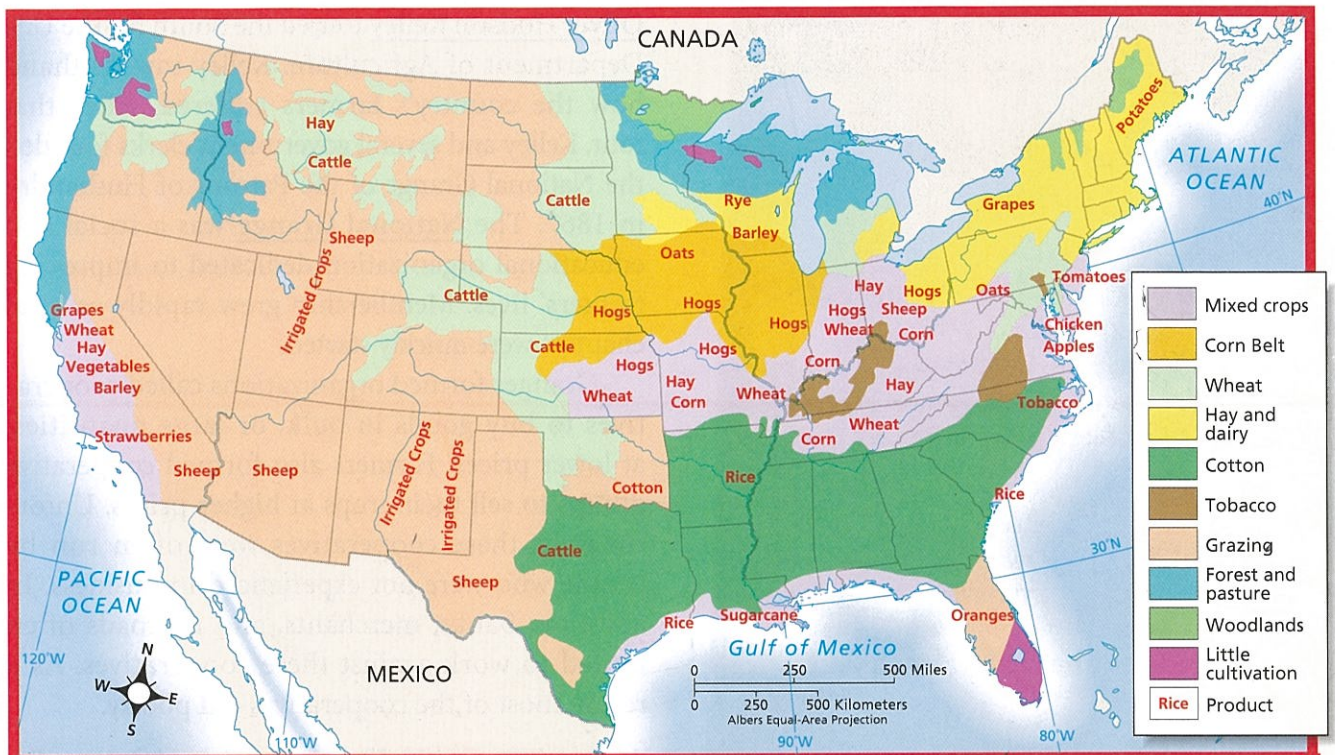 CANADA
Potatoes
ATLANTIC
OCEAN
40°N
Hay
Cattle
Cattle
Rye
Barley
Grapes
Sheep
Irrigated Crops
Oats
Cattle
Hogs
Hogs
Hogs
Hay
Hogs
Sheep
Wheat
Corn
Hogs
Oats
Tomatoes
Chicken
Apples
Grapes
Wheat
Hay
Vegetables
Barley
Cattle
Hogs
Hogs
Wheat
Hay
Corn
Wheat
Corn
Hay
Tobacco
Strawberries
Corn
Wheat
Sheep
Sheep
Irrigated Crops
Irrigated Crops
Cotton
Rice
Rice
30°N
Cattle
Sheep
PACIFIC
OCEAN
Rice
Sugarcane
Oranges
Gulf of Mexico
MEXICO
120°W
N
W
E
S
0 250 500 Miles
0 250 500 Kilometers
Albers Equal-Area Projection
110°W
90°W
80°W
Mixed crops
Corn Belt
Wheat
Hay and
dairy
Cotton
Tobacco
Grazing
Forest and
pasture
Woodlands
Little
cultivation
Rice Product